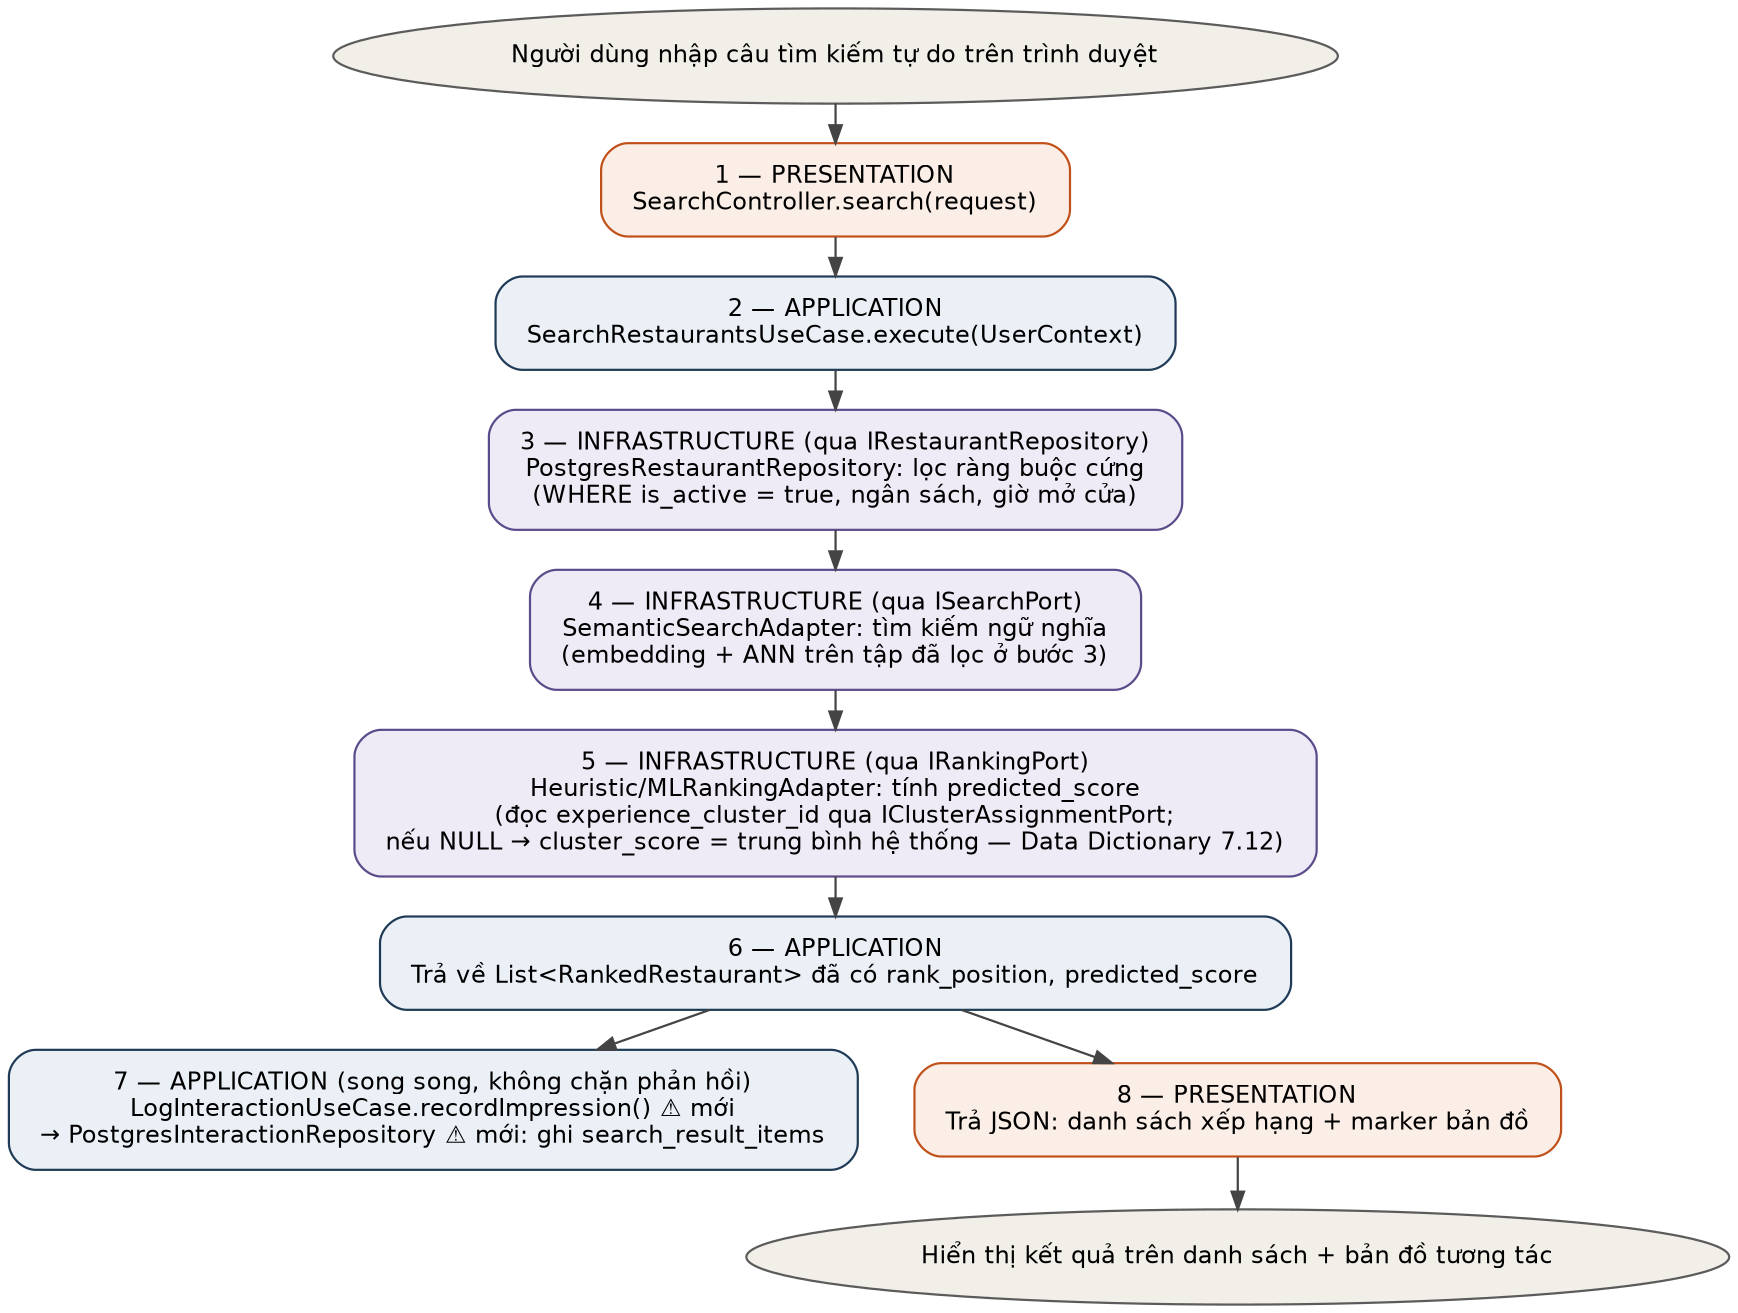 Người dùng nhập câu tìm kiếm tự do trên trình duyệt
1 — PRESENTATION
SearchController.search(request)
2 — APPLICATION
SearchRestaurantsUseCase.execute(UserContext)
3 — INFRASTRUCTURE (qua IRestaurantRepository)
PostgresRestaurantRepository: lọc ràng buộc cứng
(WHERE is_active = true, ngân sách, giờ mở cửa)
4 — INFRASTRUCTURE (qua ISearchPort)
SemanticSearchAdapter: tìm kiếm ngữ nghĩa
(embedding + ANN trên tập đã lọc ở bước 3)
5 — INFRASTRUCTURE (qua IRankingPort)
Heuristic/MLRankingAdapter: tính predicted_score
(đọc experience_cluster_id qua IClusterAssignmentPort;
nếu NULL → cluster_score = trung bình hệ thống — Data Dictionary 7.12)
6 — APPLICATION
Trả về List<RankedRestaurant> đã có rank_position, predicted_score
7 — APPLICATION (song song, không chặn phản hồi)
LogInteractionUseCase.recordImpression() ⚠ mới
→ PostgresInteractionRepository ⚠ mới: ghi search_result_items
8 — PRESENTATION
Trả JSON: danh sách xếp hạng + marker bản đồ
Hiển thị kết quả trên danh sách + bản đồ tương tác